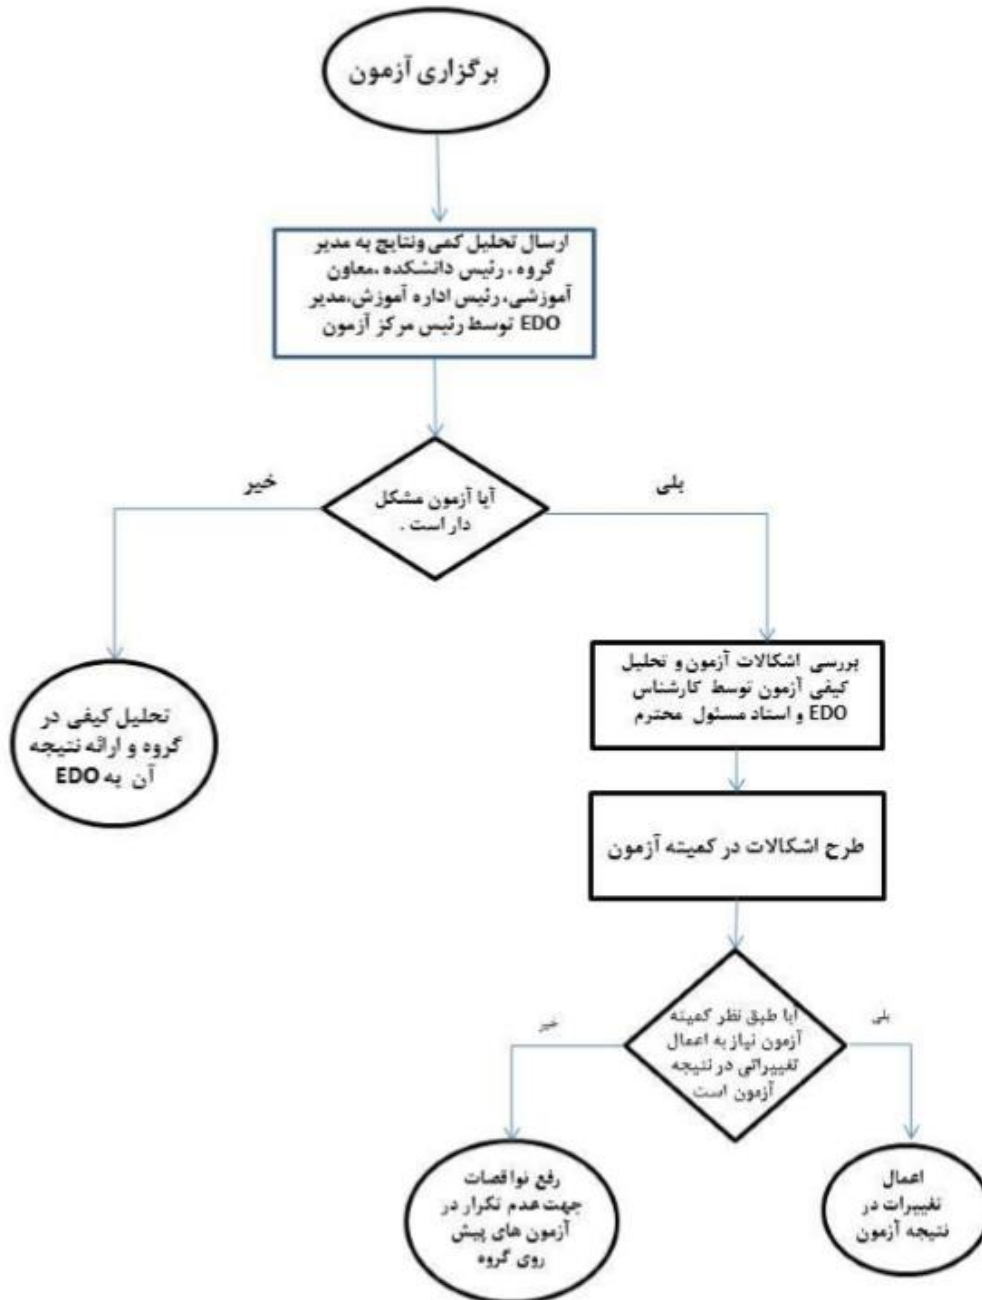 برگزاری آزمون
ارسال تحلیل کمی ونتایج به مدیر
گروه ، رئیس دانشکده ،معاون
آموزشی، رئیس اداره آموزش،مدیر
EDO توسط رئیس مرکز آزمون
خیر
بلی
آیا آزمون مشکل
دار است .
بررسی اشکالات آزمون و تحلیل
کیفی آزمون توسط کارشناس
EDO و استاد مسئول محترم
تحلیل کیفی در
گروه و ارائه نتیجه
آن به EDO
طرح اشکالات در کمیته آزمون
خیر
بلی
ایا طبق نظر کمیته
آزمون نیاز به اعمال
تغییراتی در نتیجه
آزمون است
رفع نواقصات
جهت عدم تکرار در
آزمون های پیش
روی گروه
اعمال
تغییرات در
نتیجه آزمون